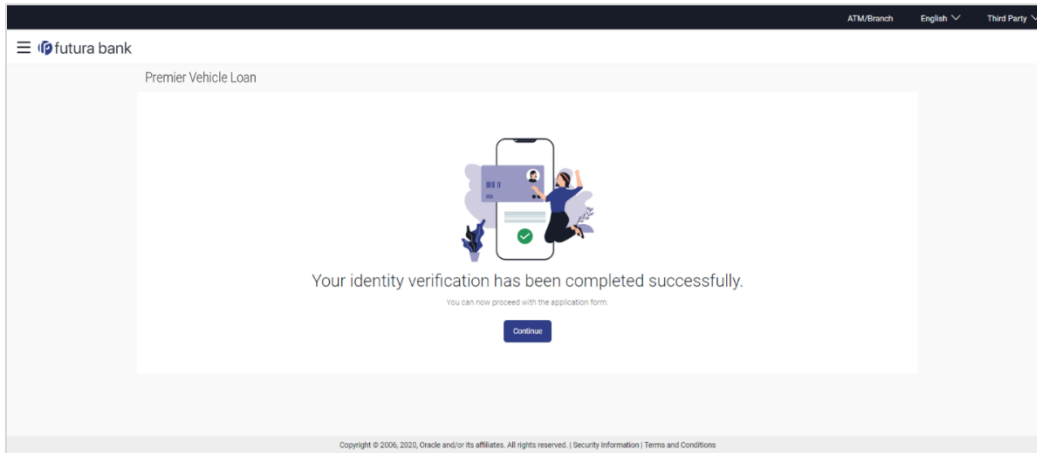 ATM/Branch English Third Party
futura bank
Premier Vehicle Loan
Your identity verification has been completed successfully.
You can now proceed with the application form.
Continue
Copyright © 2006, 2020, Oracle and/or its affiliates. All rights reserved. | Security Information | Terms and Conditions